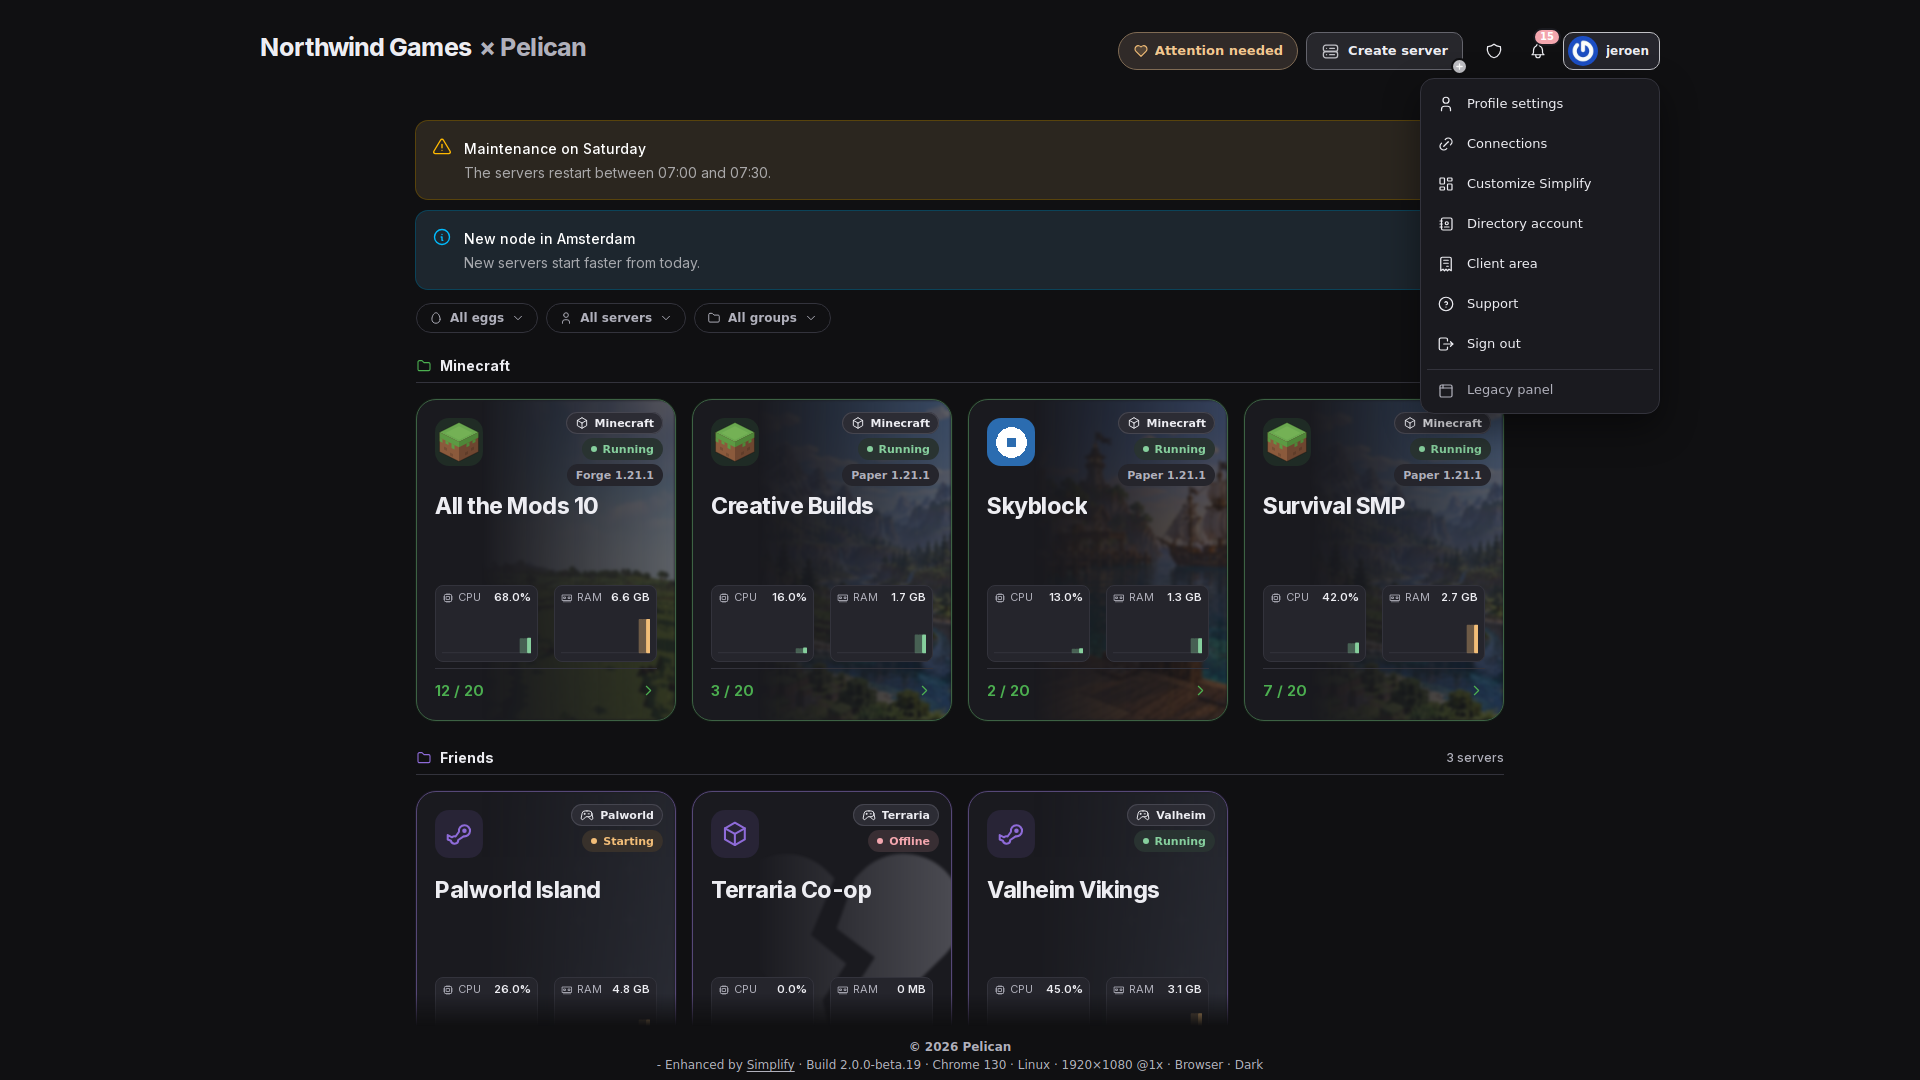 Northwind Games × Pelican
Attention needed
Create server
15
jeroen
Profile settings
Connections
Customize Simplify
Directory account
Client area
Support
Sign out
Legacy panel
Maintenance on Saturday
The servers restart between 07:00 and 07:30.
New node in Amsterdam
New servers start faster from today.
All eggs
All servers
All groups
Minecraft
Minecraft
Running
Forge 1.21.1
All the Mods 10
CPU 68.0%
RAM 6.6 GB
12 / 20
Minecraft
Running
Paper 1.21.1
Creative Builds
CPU 16.0%
RAM 1.7 GB
3 / 20
Minecraft
Running
Paper 1.21.1
Skyblock
CPU 13.0%
RAM 1.3 GB
2 / 20
Minecraft
Running
Paper 1.21.1
Survival SMP
CPU 42.0%
RAM 2.7 GB
7 / 20
Friends
3 servers
Palworld
Starting
Palworld Island
CPU 26.0%
RAM 4.8 GB
Terraria
Offline
Terraria Co-op
CPU 0.0%
RAM 0 MB
Valheim
Running
Valheim Vikings
CPU 45.0%
RAM 3.1 GB
© 2026 Pelican
- Enhanced by Simplify · Build 2.0.0-beta.19 · Chrome 130 · Linux · 1920×1080 @1x · Browser · Dark